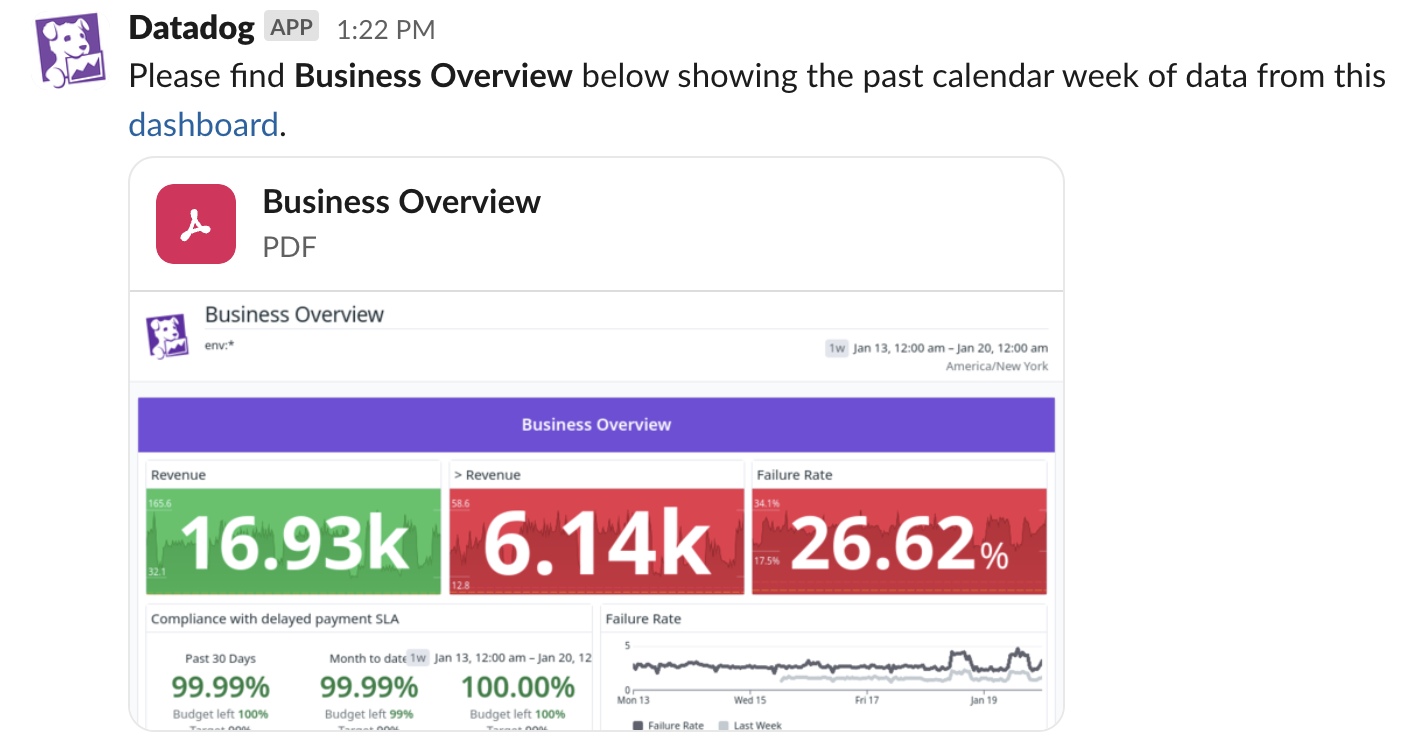 Datadog APP 1:22 PM
Please find Business Overview below showing the past calendar week of data from this
dashboard.
Business Overview
PDF
Business Overview
env:*
1w Jan 13, 12:00 am – Jan 20, 12:00 am
America/New York
Business Overview
Revenue
165.6
16.93k
32.1
> Revenue
58.6
6.14k
12.8
Failure Rate
34.1%
26.62%
17.5%
Compliance with delayed payment SLA
Past 30 Days
99.99%
Budget left 100%
Target 99%
Month to date
99.99%
Budget left 99%
Target 99%
1w Jan 13, 12:00 am – Jan 20, 12
100.00%
Budget left 100%
Target 99%
Failure Rate
5
0
Mon 13 Wed 15 Fri 17 Jan 19
Failure Rate Last Week